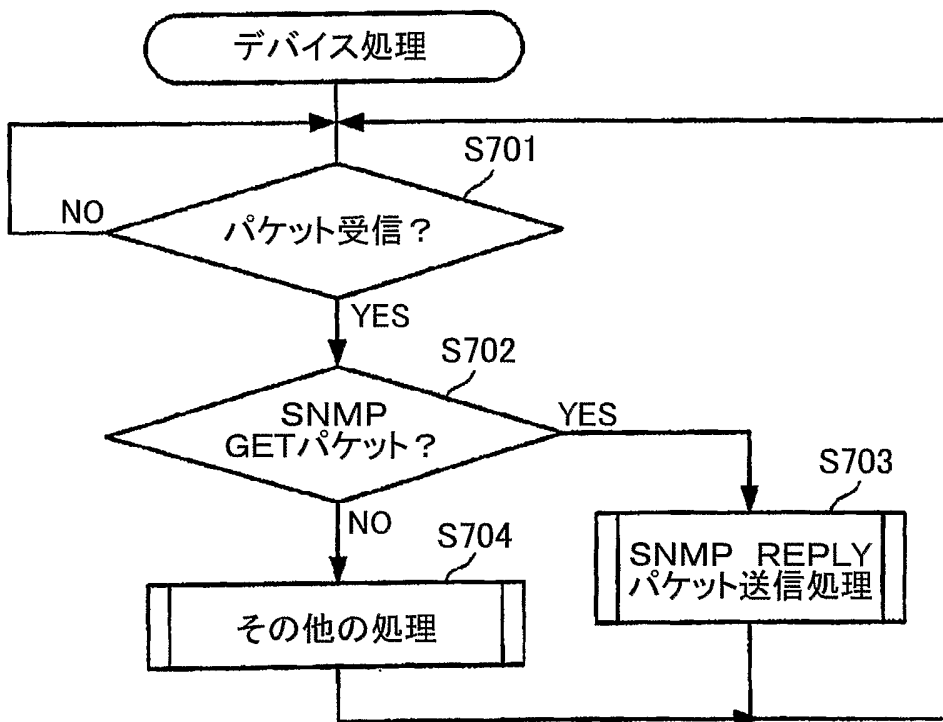 デバイス処理
S701
NO
パケット受信？
YES
S702
SNMP
GETパケット？
YES
S703
NO
SNMP REPLY
パケット送信処理
S704
その他の処理